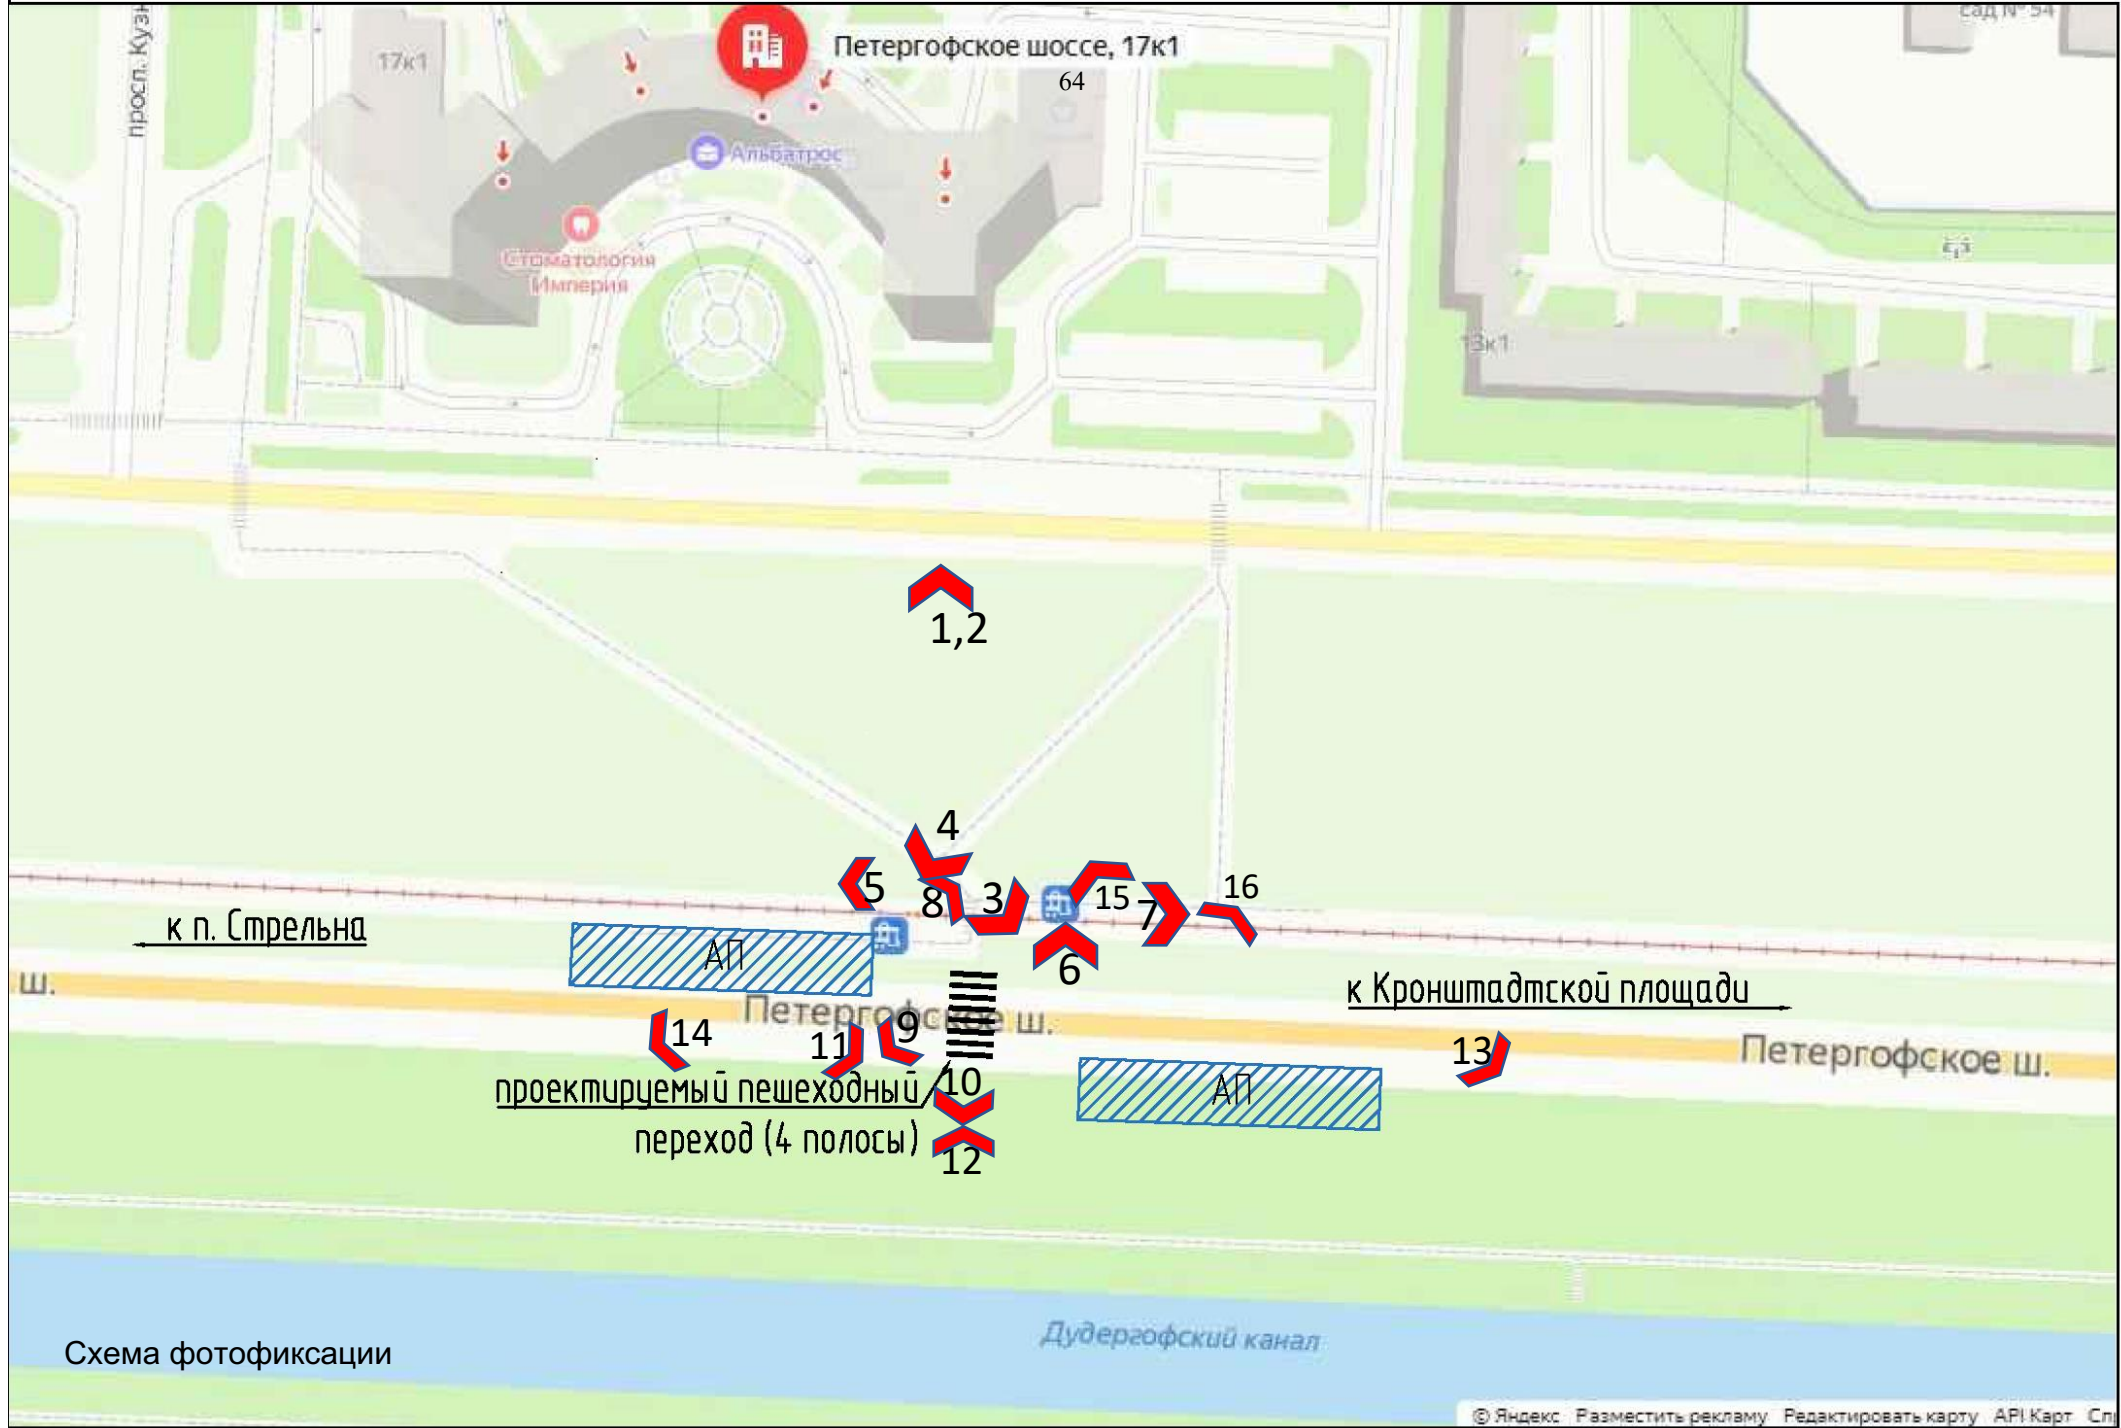 просп. Кузн
17к1
Петергофское шоссе, 17к1
64
сад № 54
Альбатрос
Стоматология
Империя
13к1
1,2
4
5
8
3
15
7
16
6
к п. Стрельна
АП
ш.
к Кронштадтской площади
Петергофское ш.
14
11
9
13
Петергофское ш.
проектируемый пешеходный
переход (4 полосы)
10
АП
12
Дудергофский канал
Схема фотофиксации
© Яндекс Разместить рекламу Редактировать карту API Карт Сп